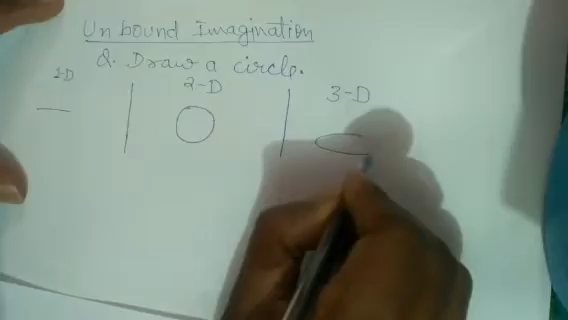 Unbound Imagination
Q. Draw a circle.
1-D
2-D
3-D